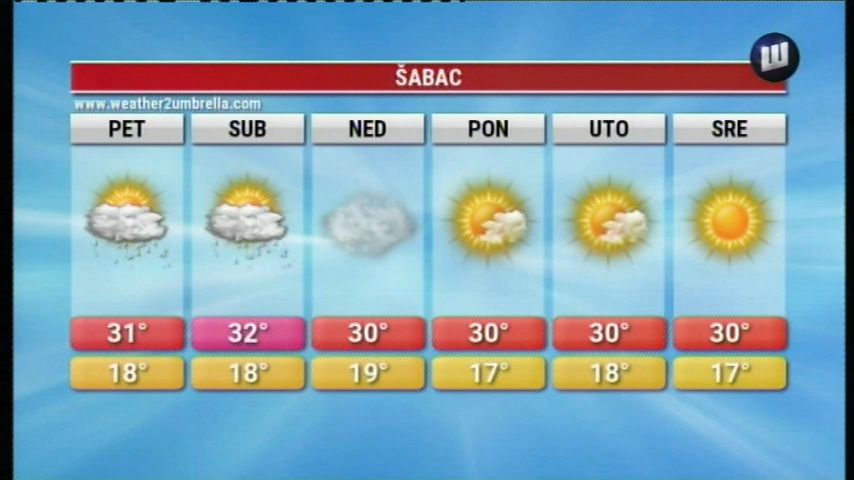 ŠABAC
www.weather2umbrella.com
PET SUB NED PON UTO SRE
31° 32° 30° 30° 30° 30°
18° 18° 19° 17° 18° 17°